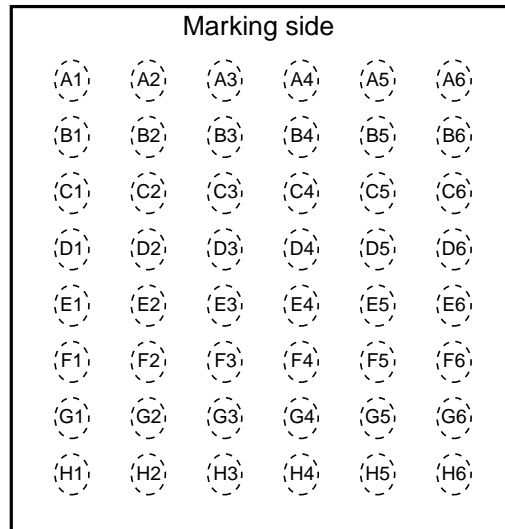 Marking side
A1 A2 A3 A4 A5 A6
B1 B2 B3 B4 B5 B6
C1 C2 C3 C4 C5 C6
D1 D2 D3 D4 D5 D6
E1 E2 E3 E4 E5 E6
F1 F2 F3 F4 F5 F6
G1 G2 G3 G4 G5 G6
H1 H2 H3 H4 H5 H6